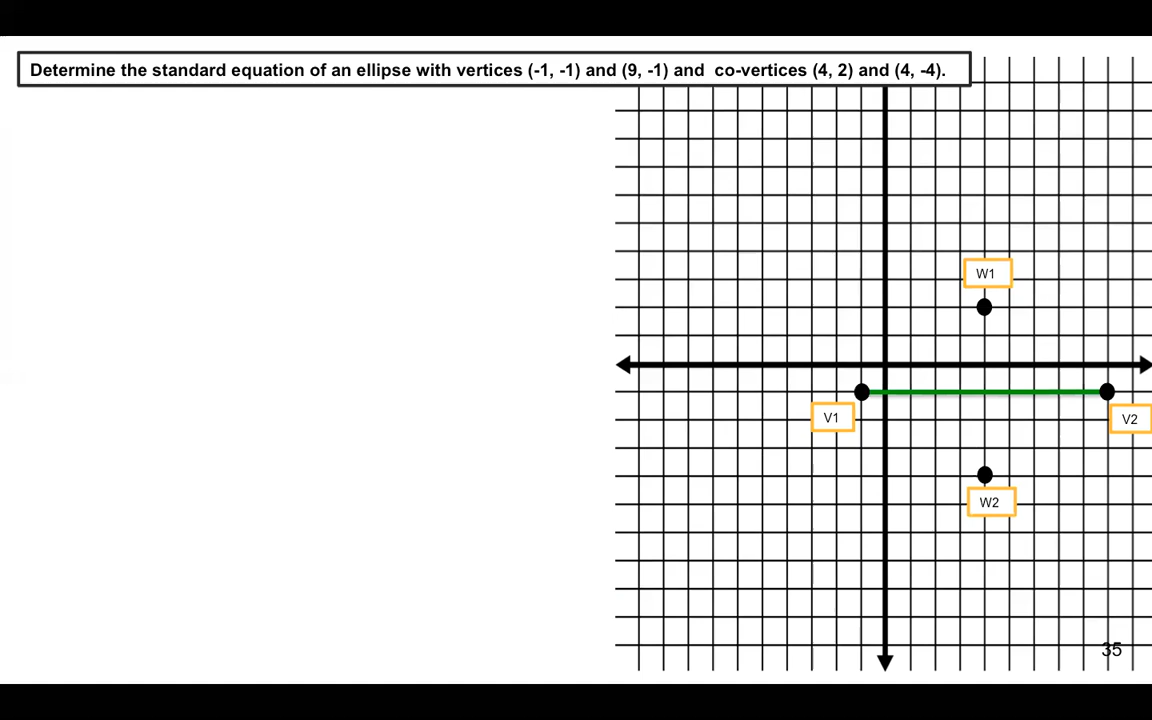 Determine the standard equation of an ellipse with vertices (-1, -1) and (9, -1) and  co-vertices (4, 2) and (4, -4).
W1
V1
V2
W2
35